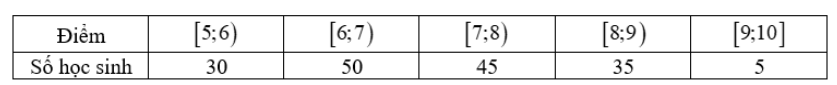 Điểm [5;6) [6;7) [7;8) [8;9) [9;10]
Số học sinh 30 50 45 35 5